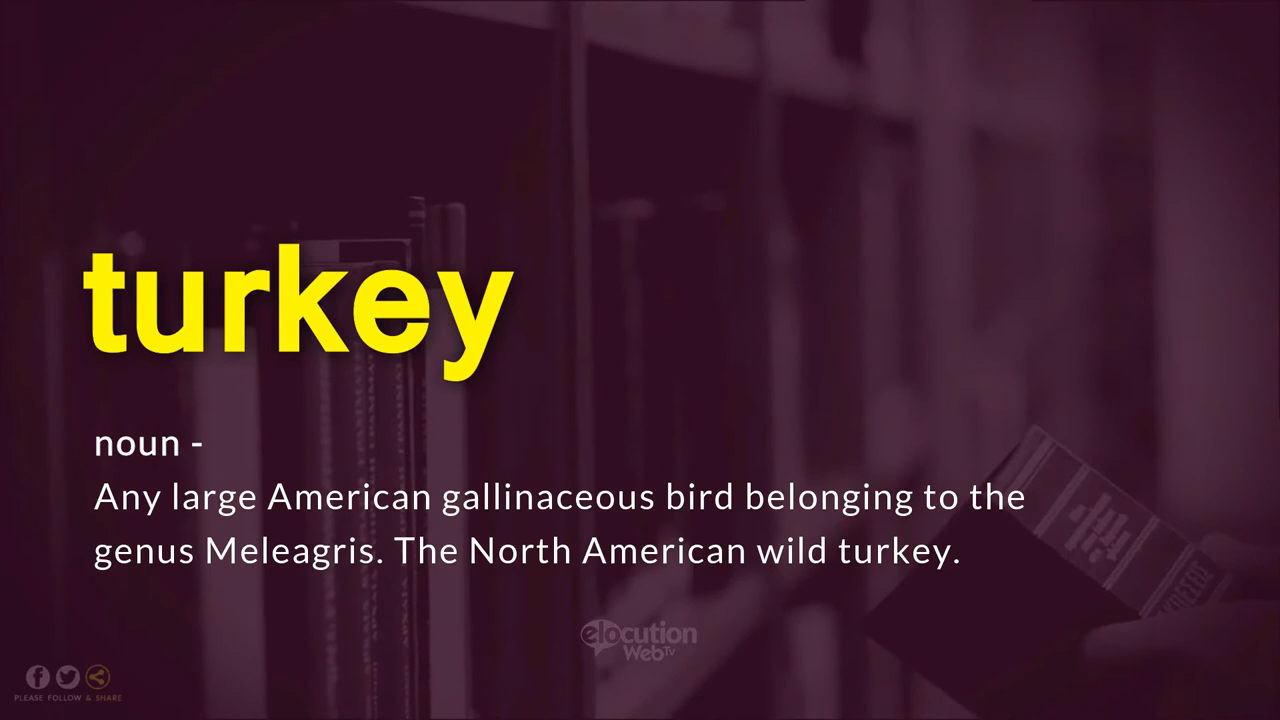 turkey
noun -
Any large American gallinaceous bird belonging to the
genus Meleagris. The North American wild turkey.
elocution
WebTv
PLEASE FOLLOW & SHARE